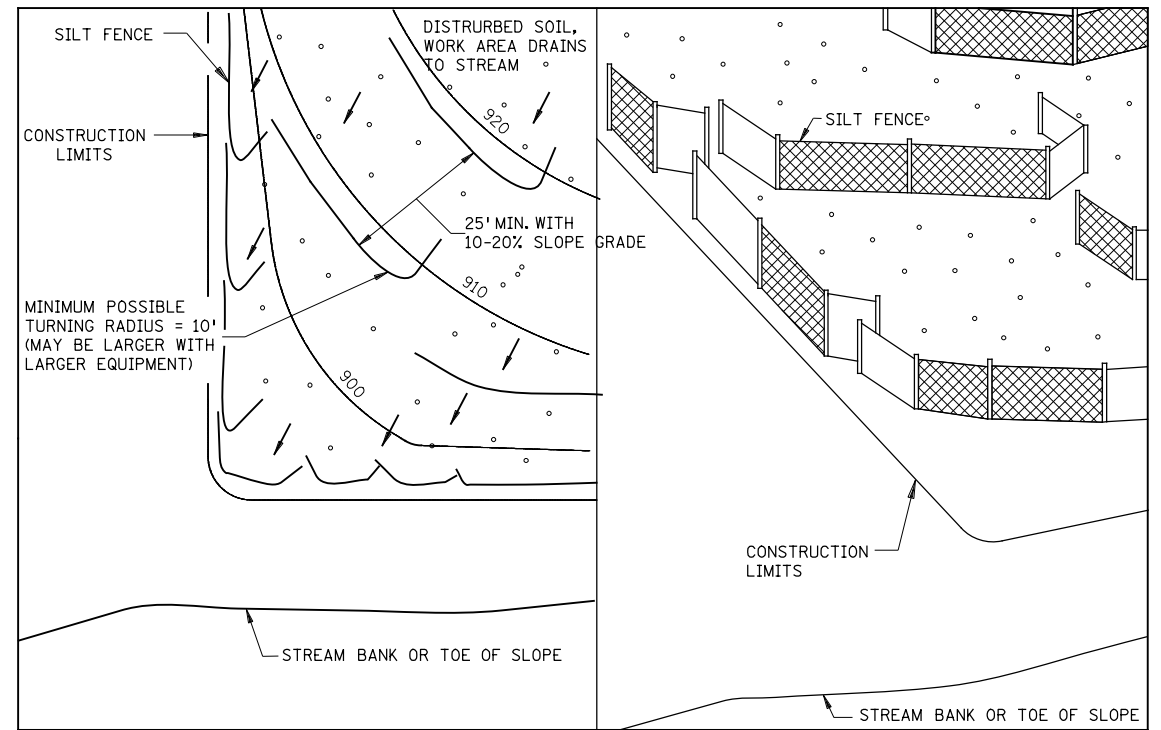 SILT FENCE
DISTRURBED SOIL,
WORK AREA DRAINS
TO STREAM
920
CONSTRUCTION
LIMITS
25' MIN. WITH
10-20% SLOPE GRADE
910
MINIMUM POSSIBLE
TURNING RADIUS = 10'
(MAY BE LARGER WITH
LARGER EQUIPMENT)
900
STREAM BANK OR TOE OF SLOPE
SILT FENCE
CONSTRUCTION
LIMITS
STREAM BANK OR TOE OF SLOPE